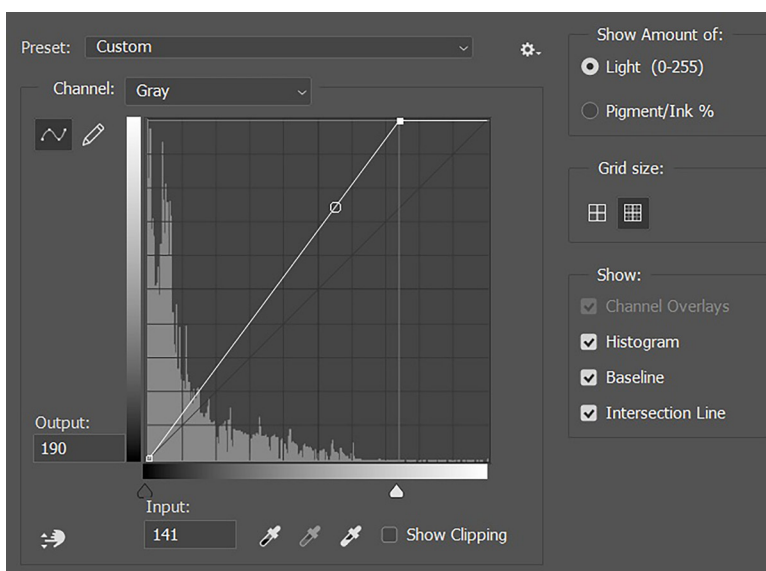 Preset: Custom
Channel: Gray
Output:
190
Input:
141
Show Clipping
Show Amount of:
Light (0-255)
Pigment/Ink %
Grid size:
Show:
Channel Overlays
Histogram
Baseline
Intersection Line